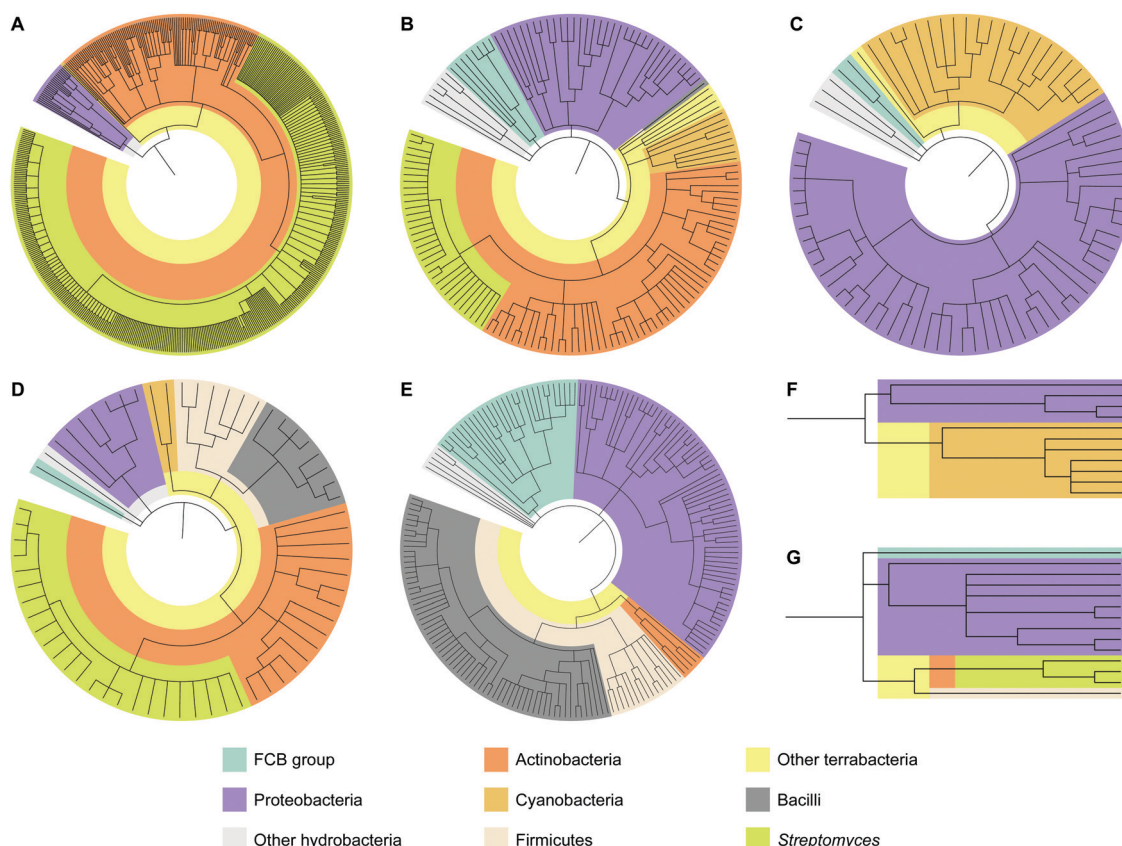 A B C
D E F
G
FCB group Actinobacteria Other terrabacteria
Proteobacteria Cyanobacteria Bacilli
Other hydrobacteria Firmicutes Streptomyces